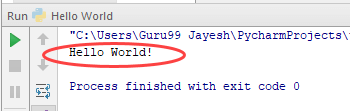 Run Hello World
"C:\Users\Guru99 Jayesh\PycharmProjects\
Hello World!
Process finished with exit code 0